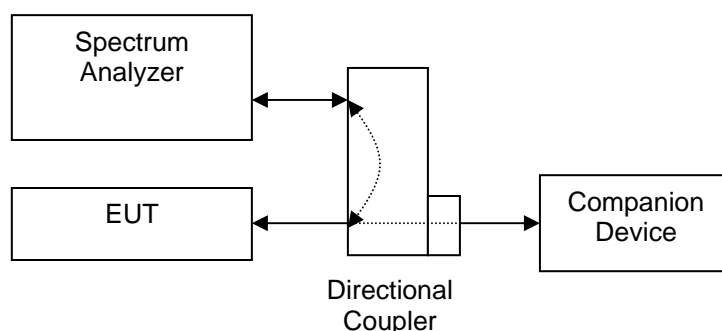 Spectrum
Analyzer
EUT
Companion
Device
Directional
Coupler